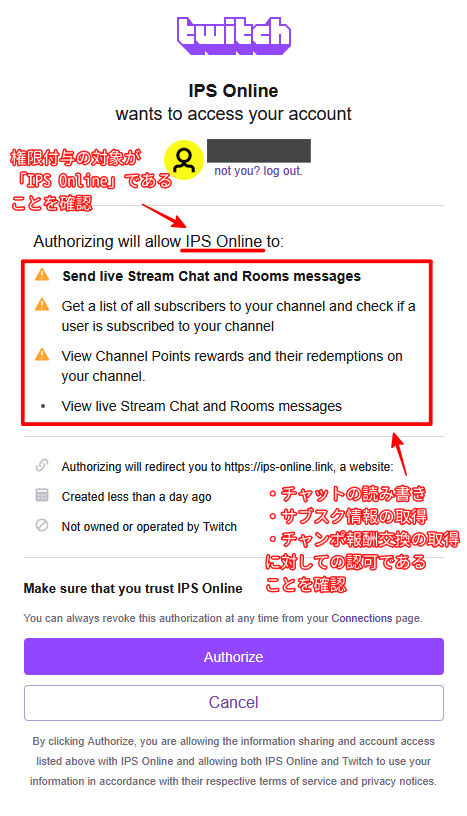 twitch
IPS Online
wants to access your account
not you? log out.
権限付与の対象が
「IPS Online」である
ことを確認
Authorizing will allow IPS Online to:
Send live Stream Chat and Rooms messages
Get a list of all subscribers to your channel and check if a
user is subscribed to your channel
View Channel Points rewards and their redemptions on
your channel.
• View live Stream Chat and Rooms messages
Authorizing will redirect you to https://ips-online.link, a website:
Created less than a day ago
Not owned or operated by Twitch
・チャットの読み書き
・サブスク情報の取得
・チャンポ報酬交換の取得
に対しての認可である
ことを確認
Make sure that you trust IPS Online
You can always revoke this authorization at any time from your Connections page.
Authorize
Cancel
By clicking Authorize, you are allowing the information sharing and account access
listed above with IPS Online and allowing both IPS Online and Twitch to use your
information in accordance with their respective terms of service and privacy notices.